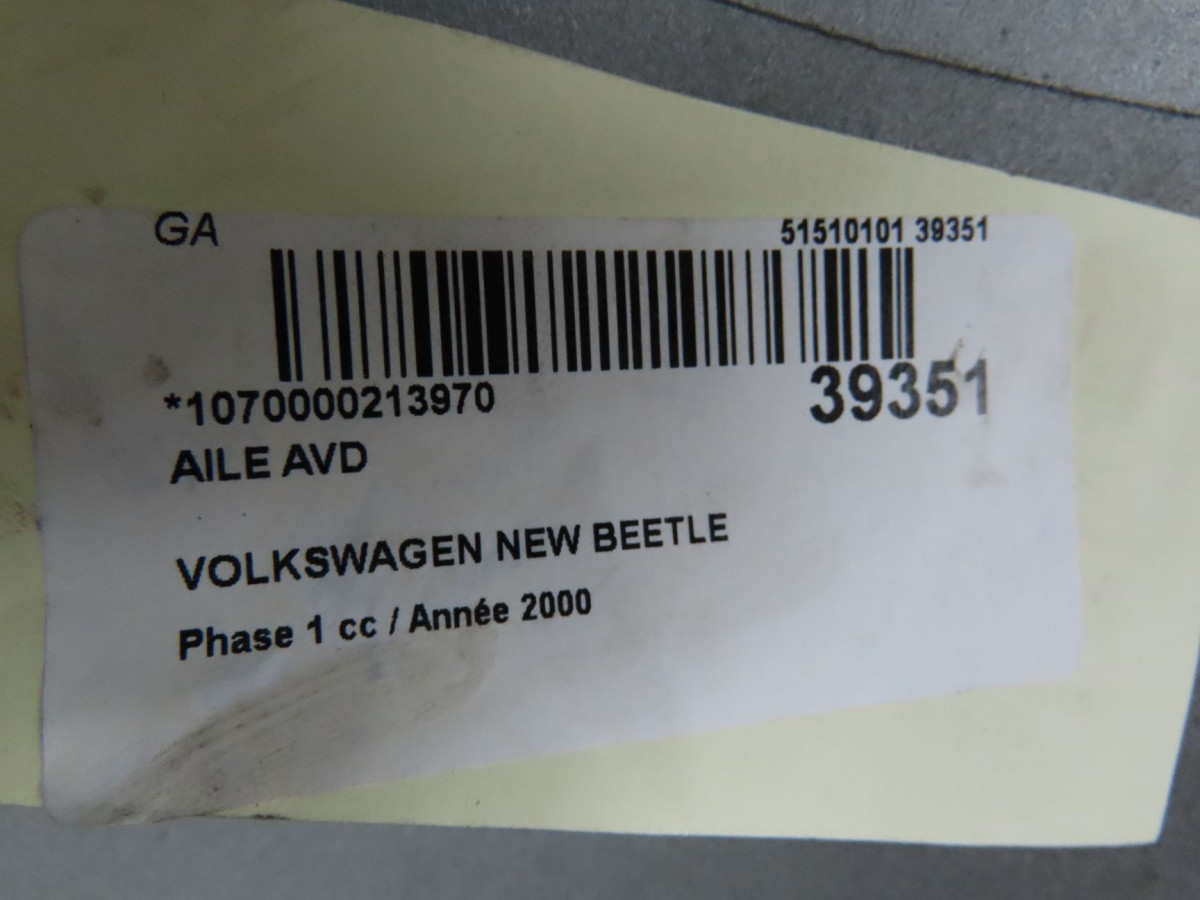 GA 51510101 39351
*1070000213970 39351
AILE AVD
VOLKSWAGEN NEW BEETLE
Phase 1 cc / Année 2000